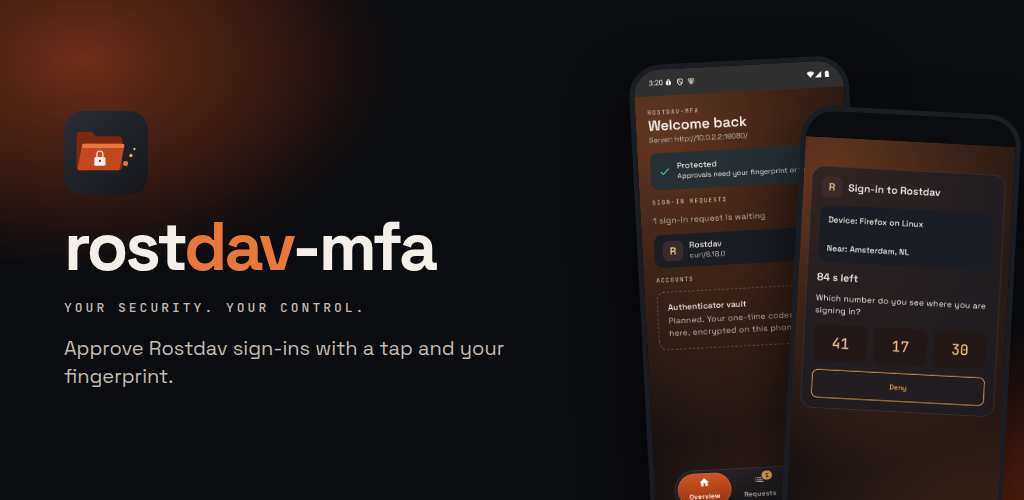 rostdav-mfa
YOUR SECURITY. YOUR CONTROL.
Approve Rostdav sign-ins with a tap and your
fingerprint.
3:20
ROSTDAV-MFA
Welcome back
Server: http://10.0.2.2:18080/
Protected
Approvals need your fingerprint or
SIGN-IN REQUESTS
1 sign-in request is waiting
R
Rostdav
curl/8.18.0
ACCOUNTS
Authenticator vault
Planned. Your one-time codes
here, encrypted on this phon
Overview
1
Requests
R
Sign-in to Rostdav
Device: Firefox on Linux
Near: Amsterdam, NL
84 s left
Which number do you see where you are
signing in?
41 17 30
Deny